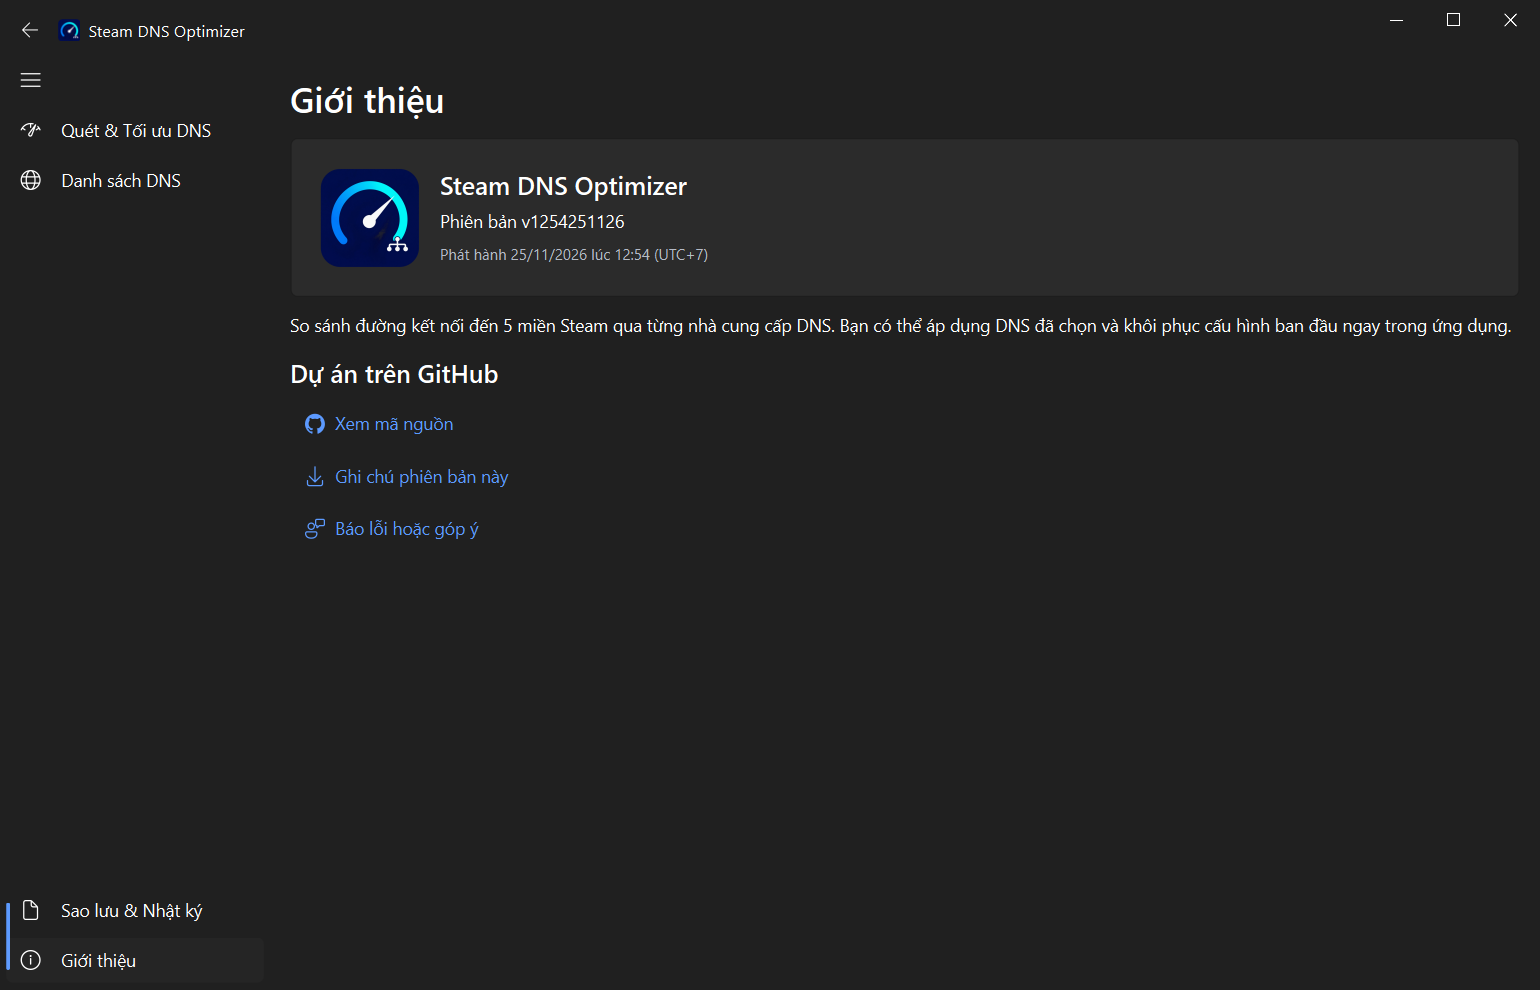 Steam DNS Optimizer
Quét & Tối ưu DNS
Danh sách DNS
Giới thiệu
Steam DNS Optimizer
Phiên bản v1254251126
Phát hành 25/11/2026 lúc 12:54 (UTC+7)
So sánh đường kết nối đến 5 miền Steam qua từng nhà cung cấp DNS. Bạn có thể áp dụng DNS đã chọn và khôi phục cấu hình ban đầu ngay trong ứng dụng.
Dự án trên GitHub
Xem mã nguồn
Ghi chú phiên bản này
Báo lỗi hoặc góp ý
Sao lưu & Nhật ký
Giới thiệu